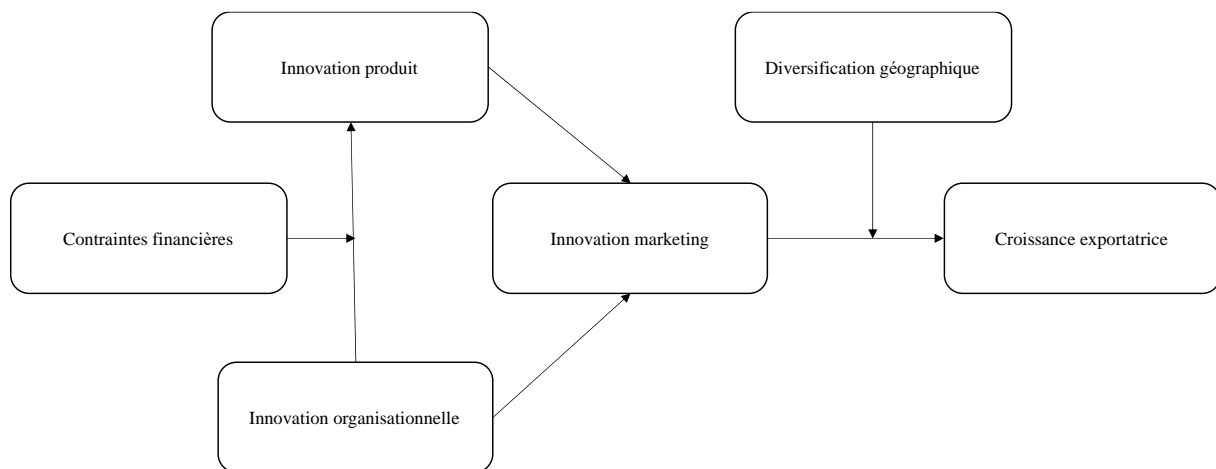 Innovation produit
Diversification géographique
Contraintes financières
Innovation marketing
Croissance exportatrice
Innovation organisationnelle